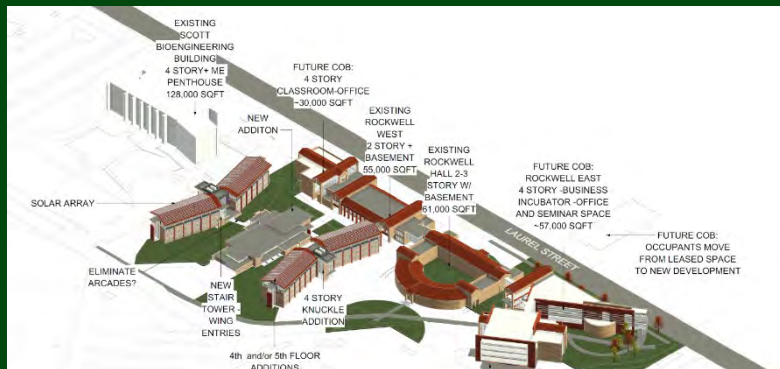 EXISTING
SCOTT
BIOENGINEERING
BUILDING
4 STORY+ ME
PENTHOUSE
128,000 SQFT
FUTURE COB:
4 STORY
CLASSROOM-OFFICE
~30,000 SQFT
NEW
ADDITON
EXISTING
ROCKWELL
WEST
2 STORY +
BASEMENT
55,000 SQFT
EXISTING
ROCKWELL
HALL 2-3
STORY W/
BASEMENT
61,000 SQFT
FUTURE COB:
ROCKWELL EAST
4 STORY -BUSINESS
INCUBATOR -OFFICE
AND SEMINAR SPACE
~57,000 SQFT
SOLAR ARRAY
LAUREL STREET
FUTURE COB:
OCCUPANTS MOVE
FROM LEASED SPACE
TO NEW DEVELOPMENT
ELIMINATE
ARCADES?
NEW
STAIR
TOWER -
WING
ENTRIES
4 STORY
KNUCKLE
ADDITION
4th and/or 5th FLOOR
ADDITIONS